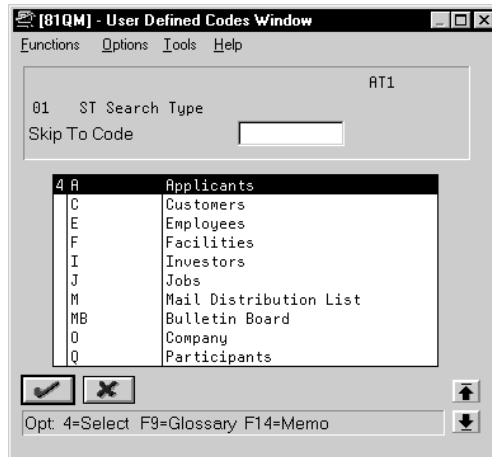 [81QM] - User Defined Codes Window
Functions Options Tools Help
AT1
01 ST Search Type
Skip To Code
4 A Applicants
C Customers
E Employees
F Facilities
I Investors
J Jobs
M Mail Distribution List
MB Bulletin Board
O Company
Q Participants
Opt: 4=Select F9=Glossary F14=Memo